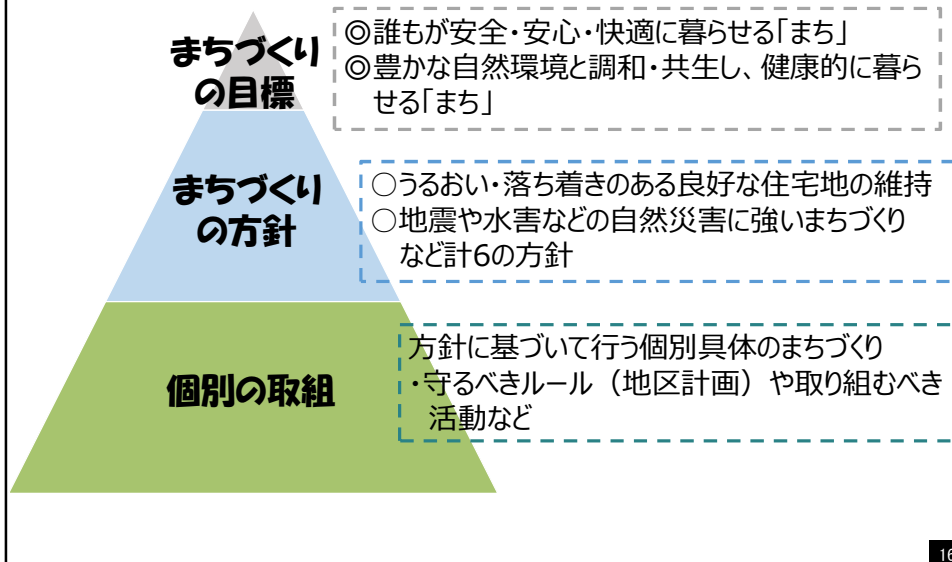 まちづくり
の目標
◎誰もが安全・安心・快適に暮らせる「まち」
◎豊かな自然環境と調和・共生し、健康的に暮ら
せる「まち」
まちづくり
の方針
○うるおい・落ち着きのある良好な住宅地の維持
○地震や水害などの自然災害に強いまちづくり
など計6の方針
個別の取組
方針に基づいて行う個別具体のまちづくり
・守るべきルール（地区計画）や取り組むべき
活動など
16